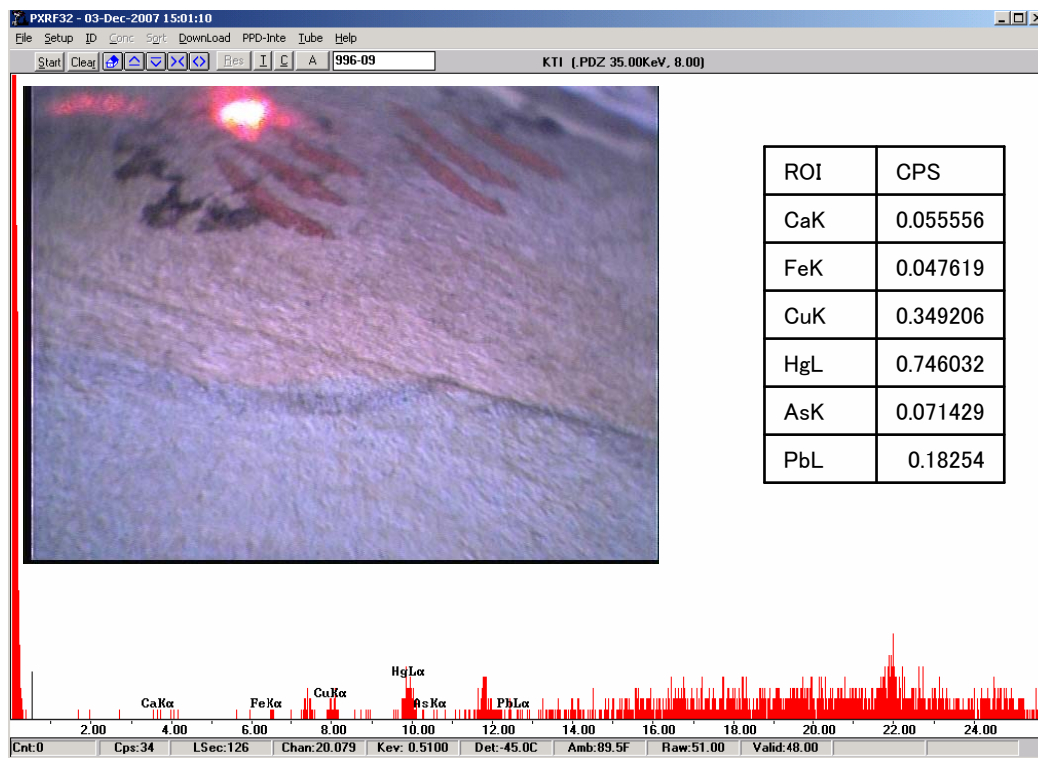 PXRF32 - 03-Dec-2007 15:01:10
File Setup ID Conc Sort DownLoad PPD-Inte Tube Help
Start Clear Res I C A 996-09 KTI (.PDZ 35.00KeV, 8.00)
ROI CPS
CaK 0.055556
FeK 0.047619
CuK 0.349206
HgL 0.746032
AsK 0.071429
PbL 0.18254
HgLα
CaKα FeKα CuKα AsKα PbLα
2.00 4.00 6.00 8.00 10.00 12.00 14.00 16.00 18.00 20.00 22.00 24.00
Cnt:0 Cps:34 LSec:126 Chan:20.079 Kev: 0.5100 Det:-45.0C Amb:89.5F Raw:51.00 Valid:48.00